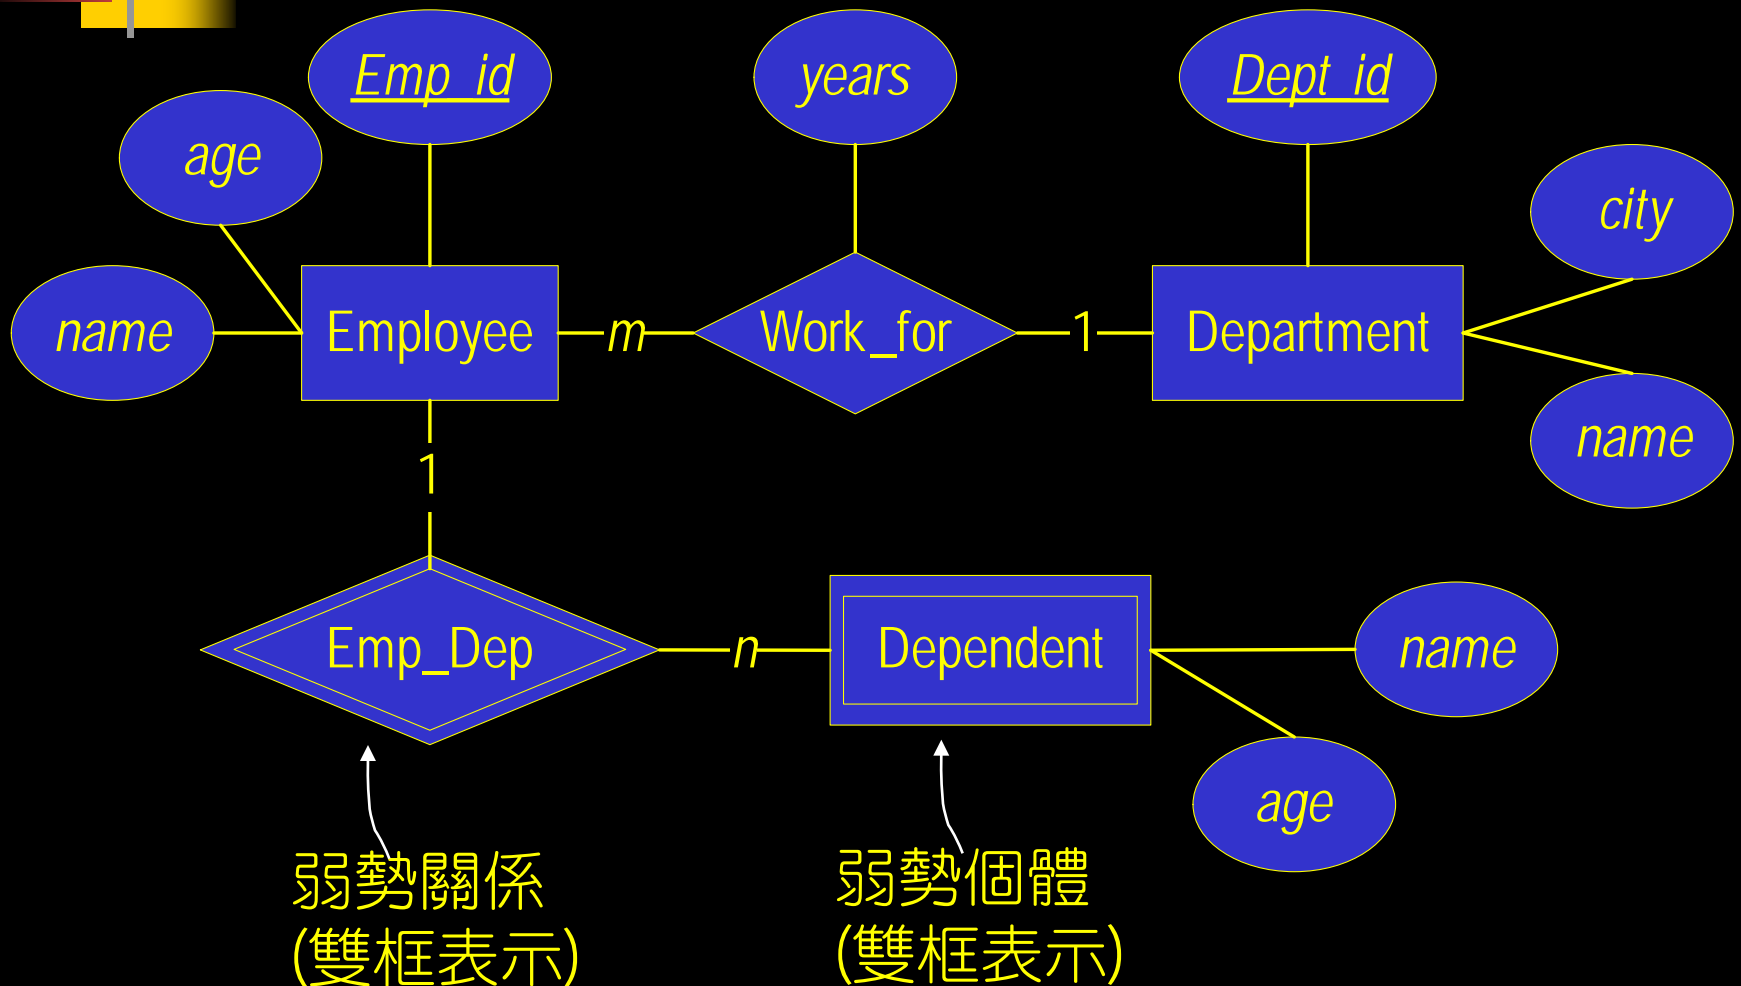 Emp_id
years
Dept_id
age
city
name
Employee
m
Work_for
1
Department
name
1
Emp_Dep
n
Dependent
name
age
弱勢關係
(雙框表示)
弱勢個體
(雙框表示)